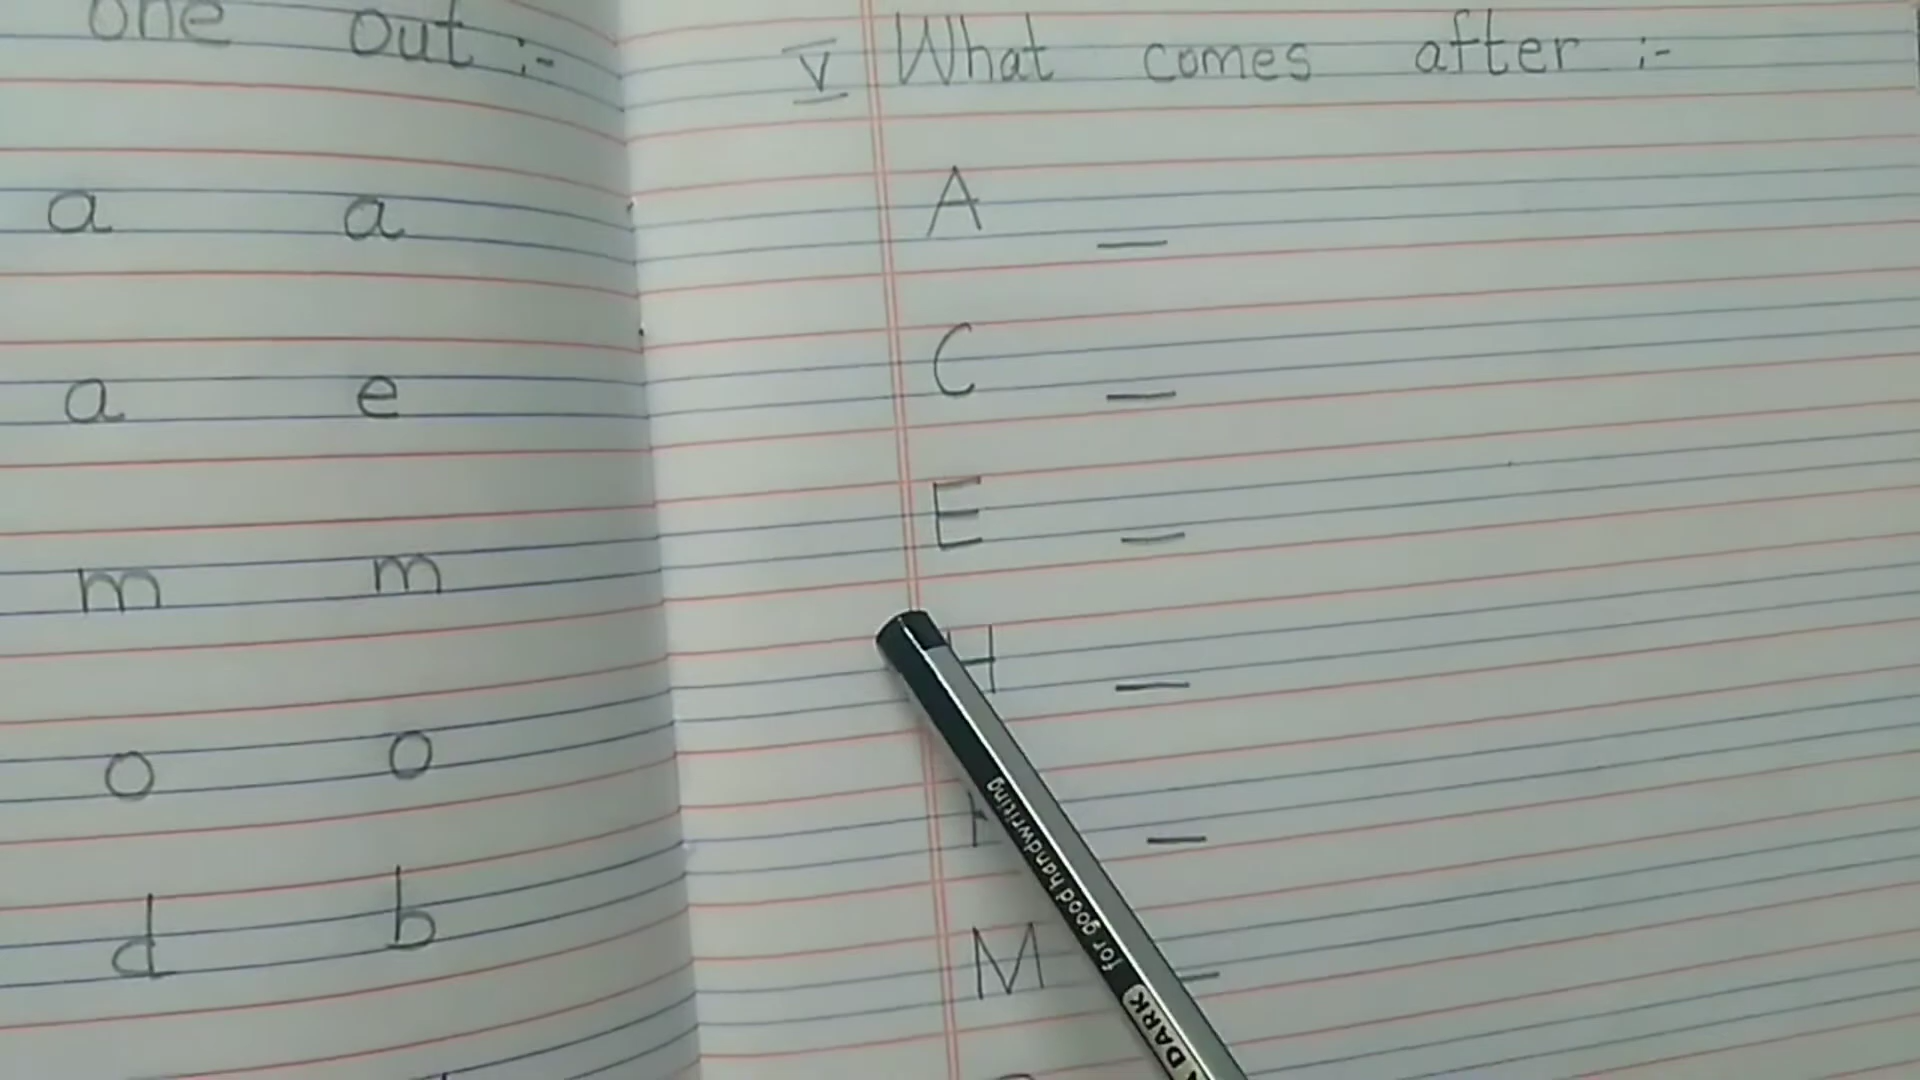 one out :-
a a
a e
m m
o o
d b
V What comes after :-
A _
C _
E _
H _
_
M _
for good handwriting
DARK